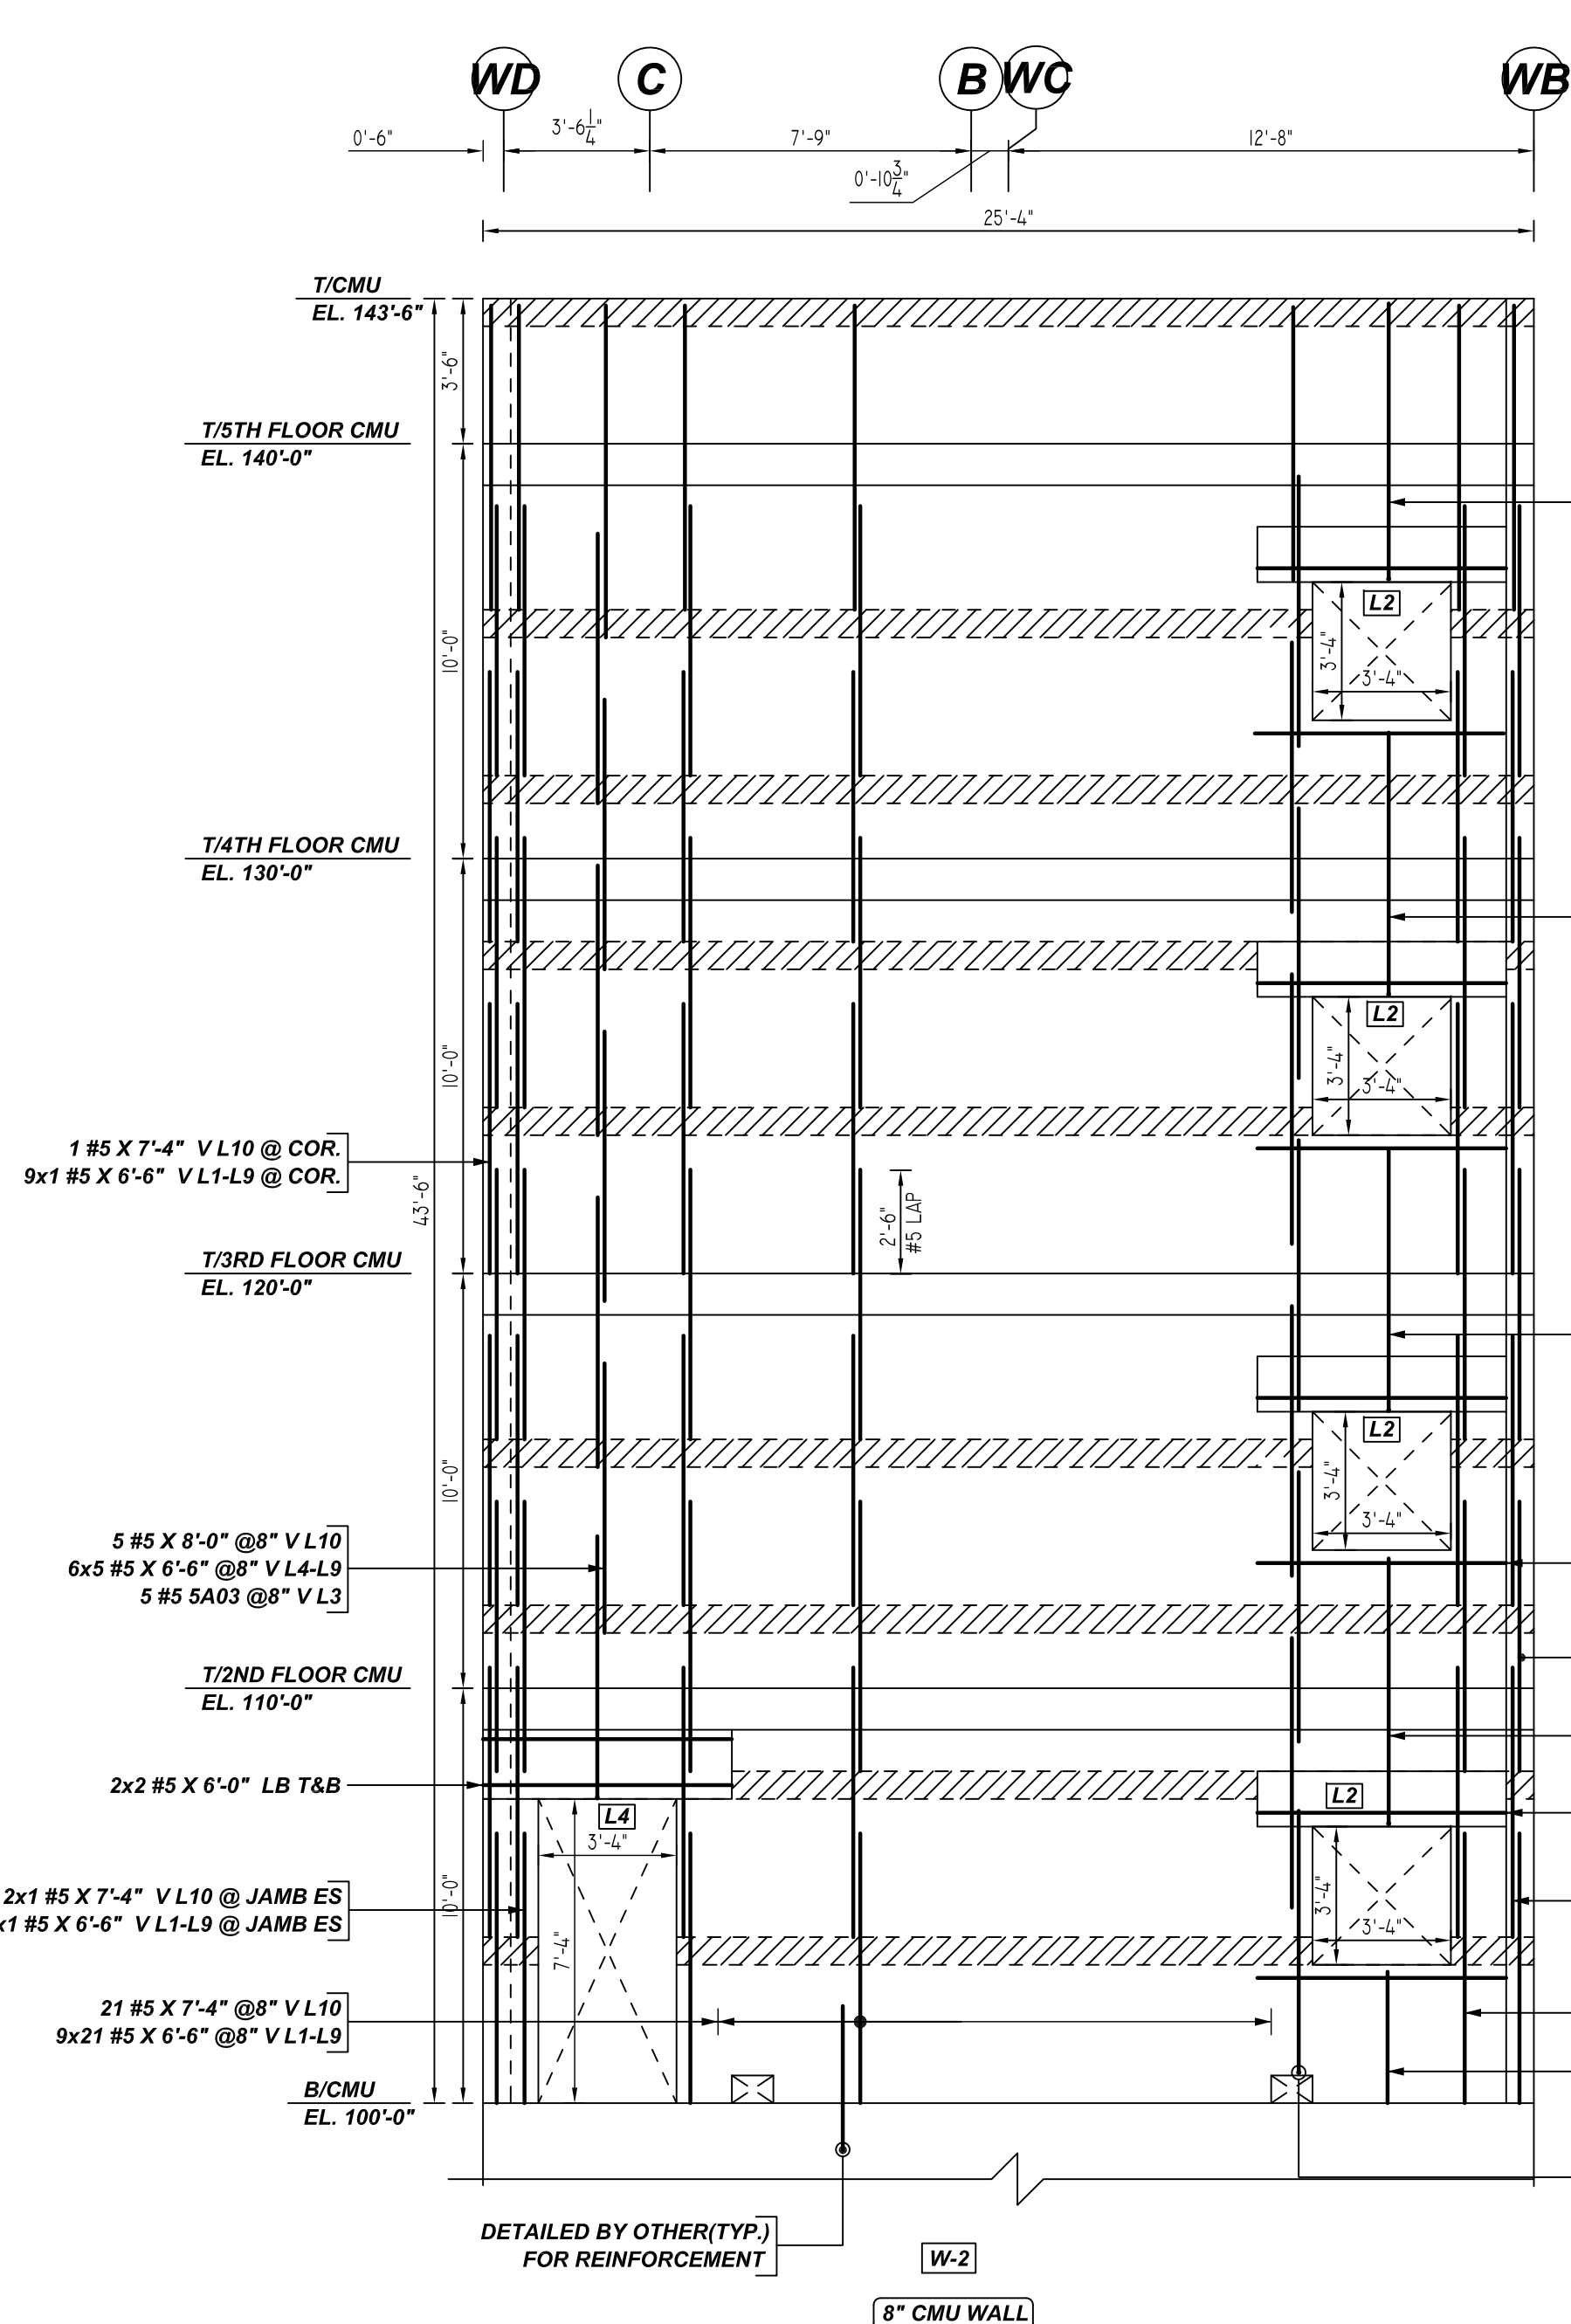 WD C B WC WB
0'-6" 3'-6 1/4" 7'-9" 12'-8"
0'-10 3/4"
25'-4"
T/CMU
EL. 143'-6"
3'-6"
T/5TH FLOOR CMU
EL. 140'-0"
L2
3'-4"
3'-4"
10'-0"
T/4TH FLOOR CMU
EL. 130'-0"
L2
3'-4"
3'-4"
10'-0"
1 #5 X 7'-4" V L10 @ COR.
9x1 #5 X 6'-6" V L1-L9 @ COR.
43'-6"
2'-6"
#5 LAP
T/3RD FLOOR CMU
EL. 120'-0"
L2
3'-4"
3'-4"
10'-0"
5 #5 X 8'-0" @8" V L10
6x5 #5 X 6'-6" @8" V L4-L9
5 #5 5A03 @8" V L3
T/2ND FLOOR CMU
EL. 110'-0"
2x2 #5 X 6'-0" LB T&B
L2
L4
3'-4"
7'-4"
3'-4"
3'-4"
10'-0"
2x1 #5 X 7'-4" V L10 @ JAMB ES
x1 #5 X 6'-6" V L1-L9 @ JAMB ES
21 #5 X 7'-4" @8" V L10
9x21 #5 X 6'-6" @8" V L1-L9
B/CMU
EL. 100'-0"
DETAILED BY OTHER(TYP.)
FOR REINFORCEMENT
W-2
8" CMU WALL